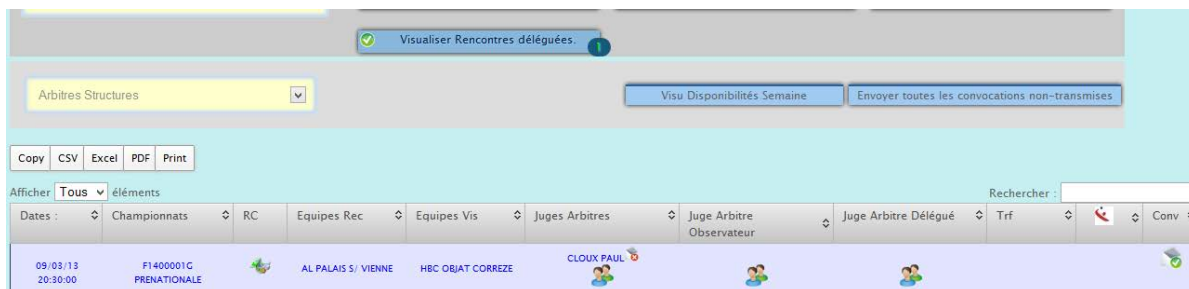 Visualiser Rencontres déléguées.
1
Arbitres Structures
Visu Disponibilités Semaine
Envoyer toutes les convocations non-transmises
Copy CSV Excel PDF Print
Afficher Tous éléments
Rechercher :
Dates : Championnats RC Equipes Rec Equipes Vis Juges Arbitres Juge Arbitre Juge Arbitre Délégué Trf Conv
Observateur
CLOUX PAUL
09/03/13 F1400001G AL PALAIS S/ VIENNE HBC OBJAT CORREZE
20:30:00 PRENATIONALE